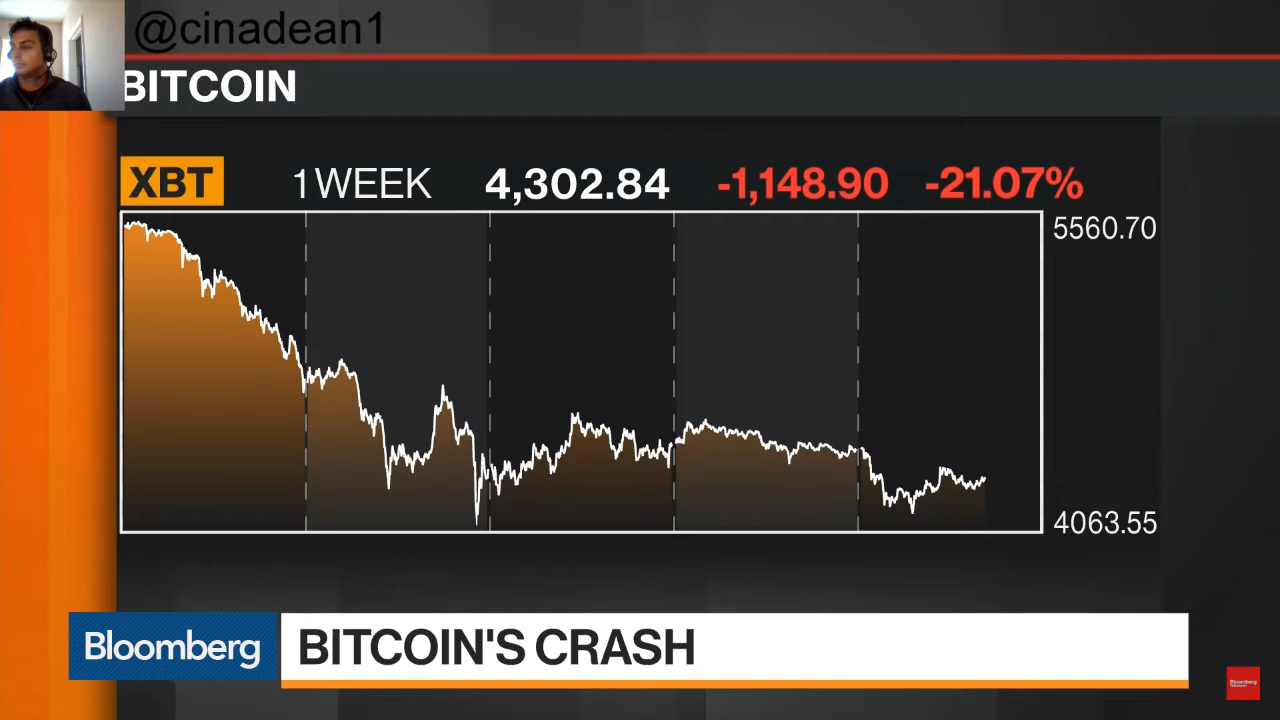 @cinadean1
BITCOIN
XBT 1 WEEK 4,302.84 -1,148.90 -21.07%
5560.70
4063.55
Bloomberg BITCOIN'S CRASH
Bloomberg